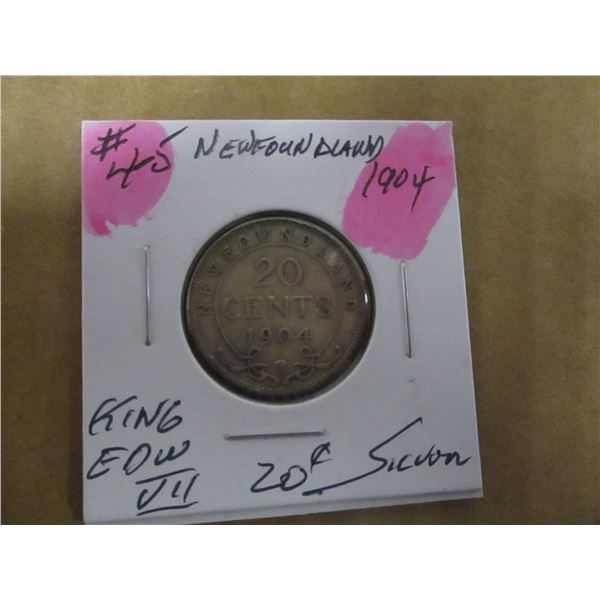 #45 NEWFOUNDLAND 1904
NEWFOUNDLAND
20
CENTS
1904
KING
EDW
VII
20¢ SILVER